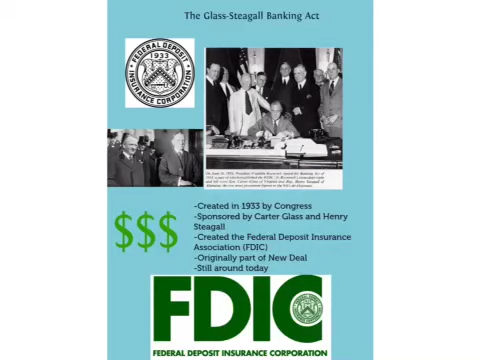 The Glass-Steagall Banking Act
FEDERAL DEPOSIT
1933
INSURANCE CORPORATION
$$$
-Created in 1933 by Congress
-Sponsored by Carter Glass and Henry
Steagall
-Created the Federal Deposit Insurance
Association (FDIC)
-Originally part of New Deal
-Still around today
FDIC
FEDERAL DEPOSIT INSURANCE CORPORATION